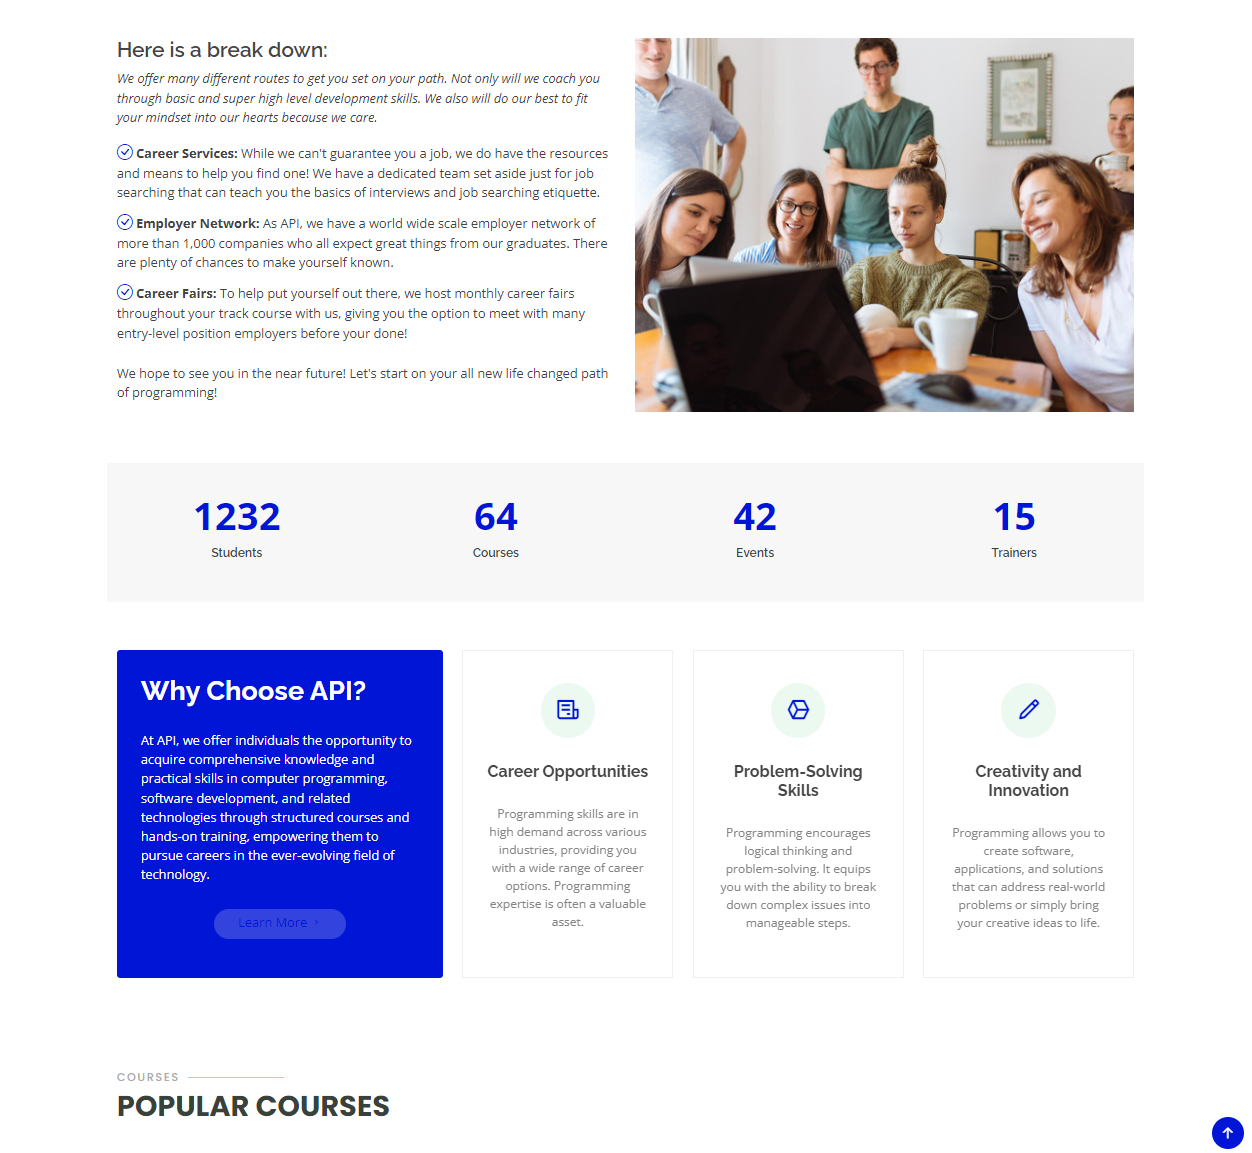 Here is a break down:
We offer many different routes to get you set on your path. Not only will we coach you
through basic and super high level development skills. We also will do our best to fit
your mindset into our hearts because we care.
Career Services: While we can't guarantee you a job, we do have the resources
and means to help you find one! We have a dedicated team set aside just for job
searching that can teach you the basics of interviews and job searching etiquette.
Employer Network: As API, we have a world wide scale employer network of
more than 1,000 companies who all expect great things from our graduates. There
are plenty of chances to make yourself known.
Career Fairs: To help put yourself out there, we host monthly career fairs
throughout your track course with us, giving you the option to meet with many
entry-level position employers before your done!
We hope to see you in the near future! Let's start on your all new life changed path
of programming!
1232
Students
64
Courses
42
Events
15
Trainers
Why Choose API?
At API, we offer individuals the opportunity to
acquire comprehensive knowledge and
practical skills in computer programming,
software development, and related
technologies through structured courses and
hands-on training, empowering them to
pursue careers in the ever-evolving field of
technology.
Learn More
Career Opportunities
Programming skills are in
high demand across various
industries, providing you
with a wide range of career
options. Programming
expertise is often a valuable
asset.
Problem-Solving
Skills
Programming encourages
logical thinking and
problem-solving. It equips
you with the ability to break
down complex issues into
manageable steps.
Creativity and
Innovation
Programming allows you to
create software,
applications, and solutions
that can address real-world
problems or simply bring
your creative ideas to life.
COURSES
POPULAR COURSES